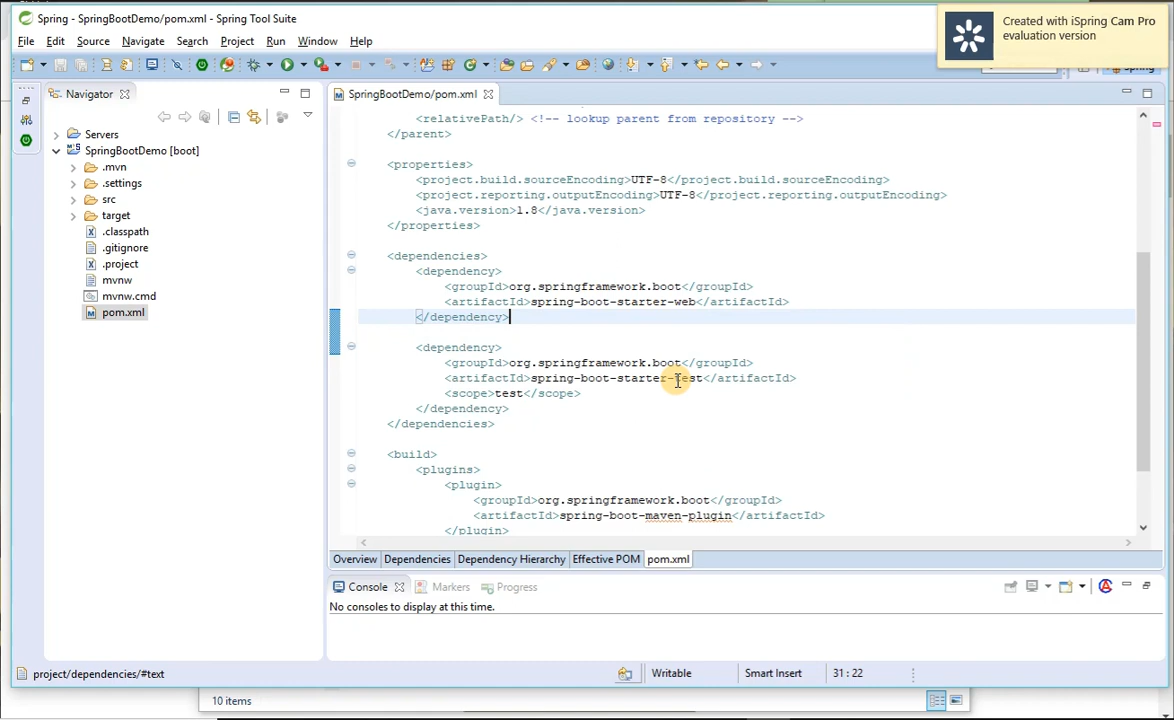 Spring - SpringBootDemo/pom.xml - Spring Tool Suite
Created with iSpring Cam Pro
evaluation version
File Edit Source Navigate Search Project Run Window Help
Spring
Navigator
SpringBootDemo/pom.xml
Servers
SpringBootDemo [boot]
.mvn
.settings
src
target
.classpath
.gitignore
.project
mvnw
mvnw.cmd
pom.xml
<relativePath/> <!-- lookup parent from repository -->
</parent>
<properties>
<project.build.sourceEncoding>UTF-8</project.build.sourceEncoding>
<project.reporting.outputEncoding>UTF-8</project.reporting.outputEncoding>
<java.version>1.8</java.version>
</properties>
<dependencies>
<dependency>
<groupId>org.springframework.boot</groupId>
<artifactId>spring-boot-starter-web</artifactId>
</dependency>
<dependency>
<groupId>org.springframework.boot</groupId>
<artifactId>spring-boot-starter-test</artifactId>
<scope>test</scope>
</dependency>
</dependencies>
<build>
<plugins>
<plugin>
<groupId>org.springframework.boot</groupId>
<artifactId>spring-boot-maven-plugin</artifactId>
</plugin>
Overview Dependencies Dependency Hierarchy Effective POM pom.xml
Console Markers Progress
No consoles to display at this time.
project/dependencies/#text
Writable
Smart Insert
31 : 22
10 items